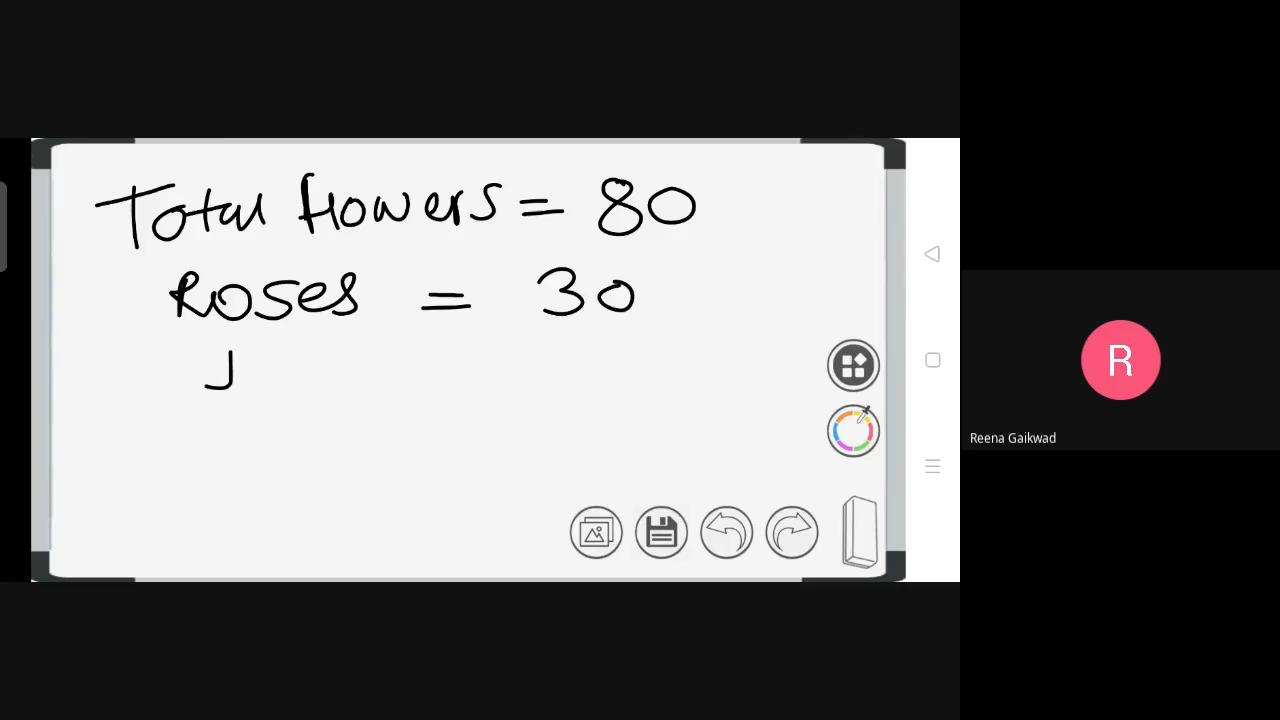 Total flowers = 80
Roses = 30
J
R
Reena Gaikwad